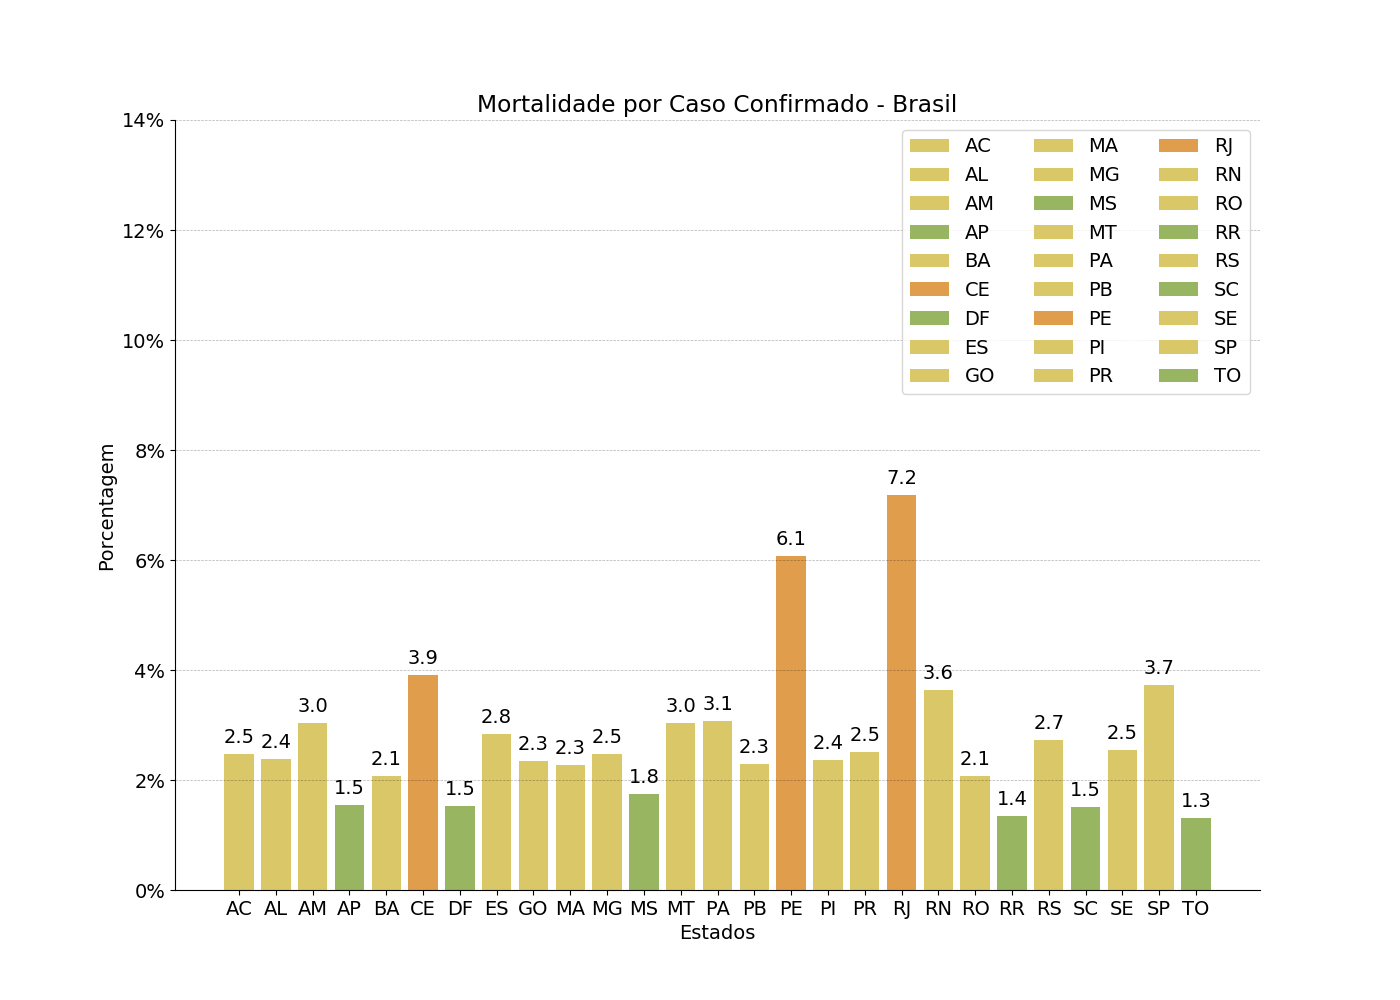 Mortalidade por Caso Confirmado - Brasil
14%
12%
10%
8%
6%
4%
2%
0%
Porcentagem
AC MA RJ
AL MG RN
AM MS RO
AP MT RR
BA PA RS
CE PB SC
DF PE SE
ES PI SP
GO PR TO
2.5 2.4 3.0 1.5 2.1 3.9 1.5 2.8 2.3 2.3 2.5 1.8 3.0 3.1 2.3 6.1 2.4 2.5 7.2 3.6 2.1 1.4 2.7 1.5 2.5 3.7 1.3
AC AL AM AP BA CE DF ES GO MA MG MS MT PA PB PE PI PR RJ RN RO RR RS SC SE SP TO
Estados